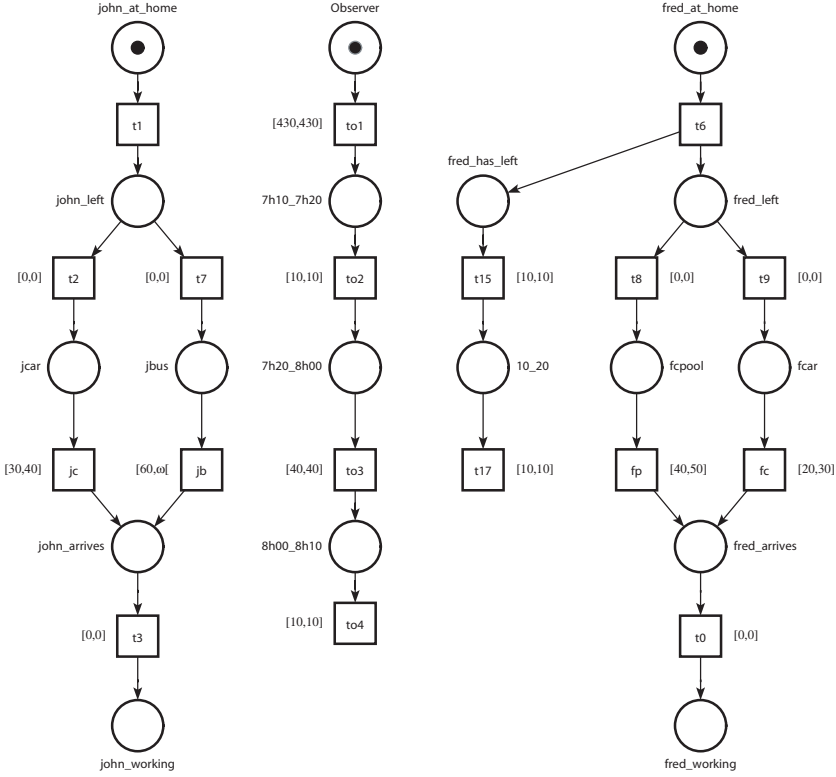 john_at_home Observer fred_at_home
t1 [430,430] to1 t6
fred_has_left
john_left 7h10_7h20 fred_left
[0,0] t2 [0,0] t7 [10,10] to2 t15 [10,10] t8 [0,0] t9 [0,0]
jcar jbus 7h20_8h00 10_20 fcpool fcar
[30,40] jc [60,ω[ jb [40,40] to3 t17 [10,10] fp [40,50] fc [20,30]
john_arrives 8h00_8h10 fred_arrives
[0,0] t3 [10,10] to4 t0 [0,0]
john_working fred_working